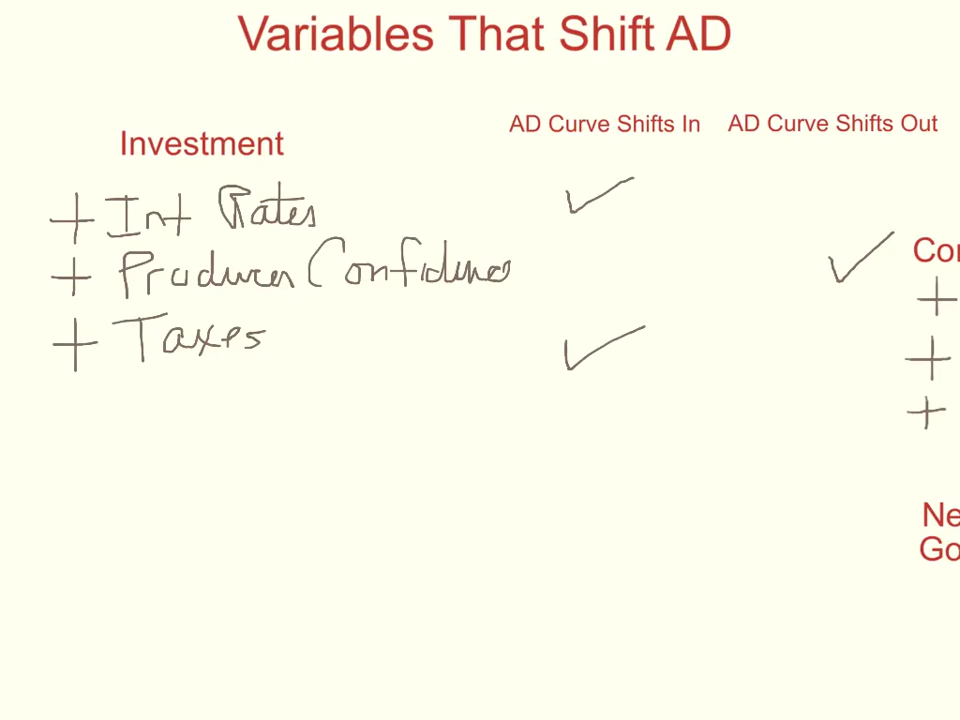 Variables That Shift AD
Investment
AD Curve Shifts In
AD Curve Shifts Out
+ Int Rates ✓
+ Producer Confidence ✓
+ Taxes ✓
Con
+
+
+
Ne
Go